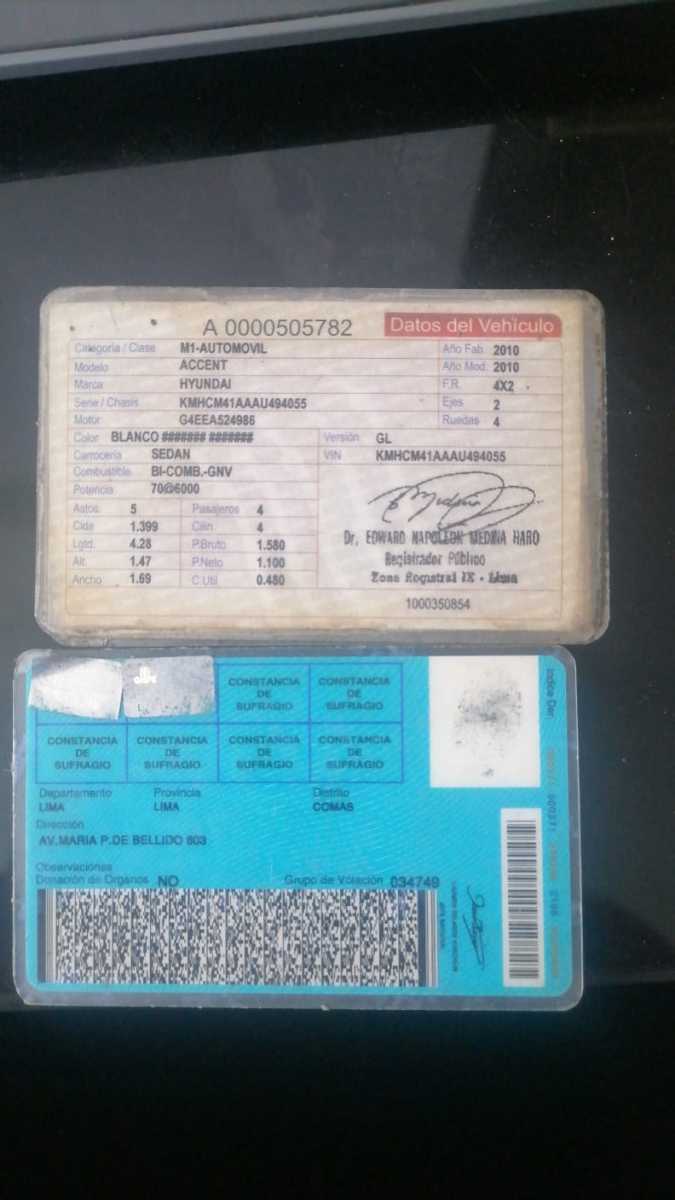 A 0000505782 Datos del Vehículo
Categoria / Clase M1-AUTOMOVIL Año Fab. 2010
Modelo ACCENT Año Mod. 2010
Marca HYUNDAI F.R. 4X2
Serie / Chasis KMHCM41AAAU494055 Ejes 2
Motor G4EEA524986 Ruedas 4
Color BLANCO ####### ####### Versión GL
Carrocería SEDAN VIN KMHCM41AAAU494055
Combustible BI-COMB.-GNV
Potencia 70@6000
Astos. 5 Pasajeros 4
Cilda 1.399 Cilin 4
Lgtd. 4.28 P.Bruto 1.580
Alt. 1.47 P.Neto 1.100
Ancho 1.69 C.Util 0.480
Dr. EDWARD NAPOLEON MEDINA HARO
Registrador Público
Zona Registral IX - Lima
1000350854
CONSTANCIA DE SUFRAGIO
CONSTANCIA DE SUFRAGIO
CONSTANCIA DE SUFRAGIO
CONSTANCIA DE SUFRAGIO
CONSTANCIA DE SUFRAGIO
CONSTANCIA DE SUFRAGIO
Departamento Provincia Distrito
LIMA LIMA COMAS
Dirección
AV.MARIA P.DE BELLIDO 603
Observaciones
Donación de Organos NO Grupo de Votación 034749
Indice Der.